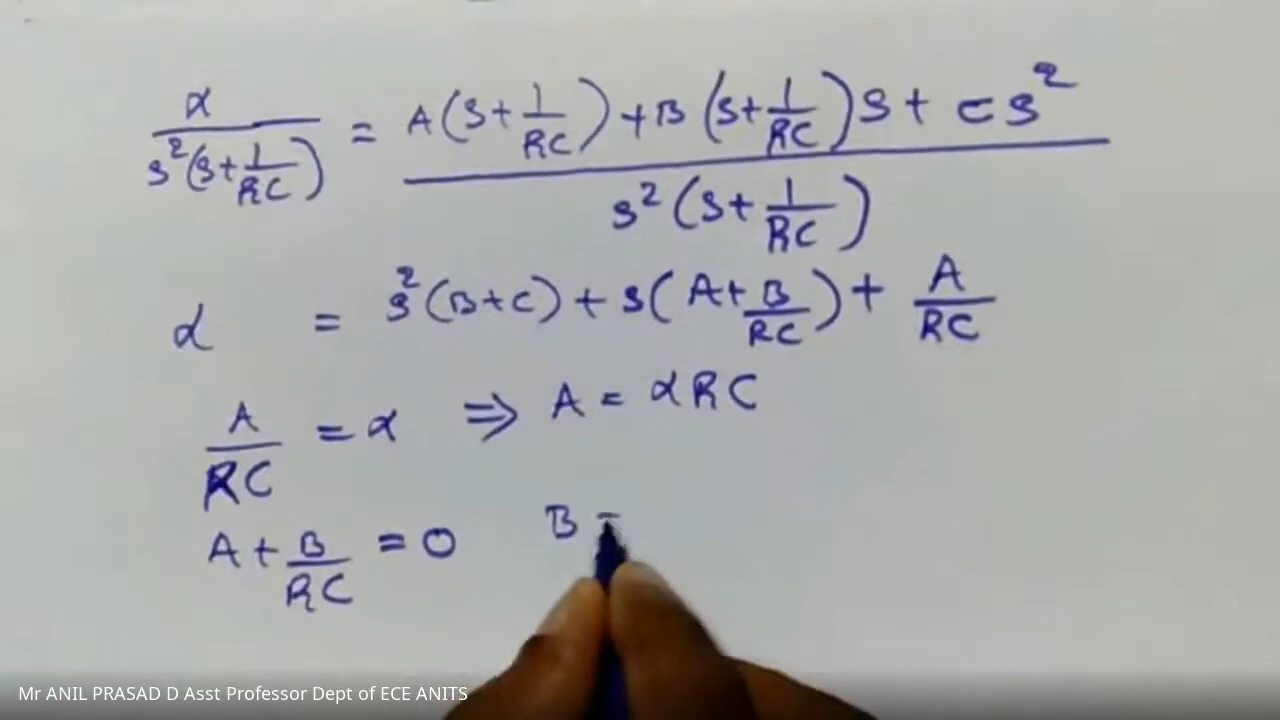 α/(s²(s+1/RC)) = (A(s+1/RC)+B(s+1/RC)s+cs²)/(s²(s+1/RC))
α = s²(B+C)+s(A+B/RC)+A/RC
A/RC = α ⇒ A = αRC
A+B/RC = 0 B =
Mr ANIL PRASAD D Asst Professor Dept of ECE ANITS